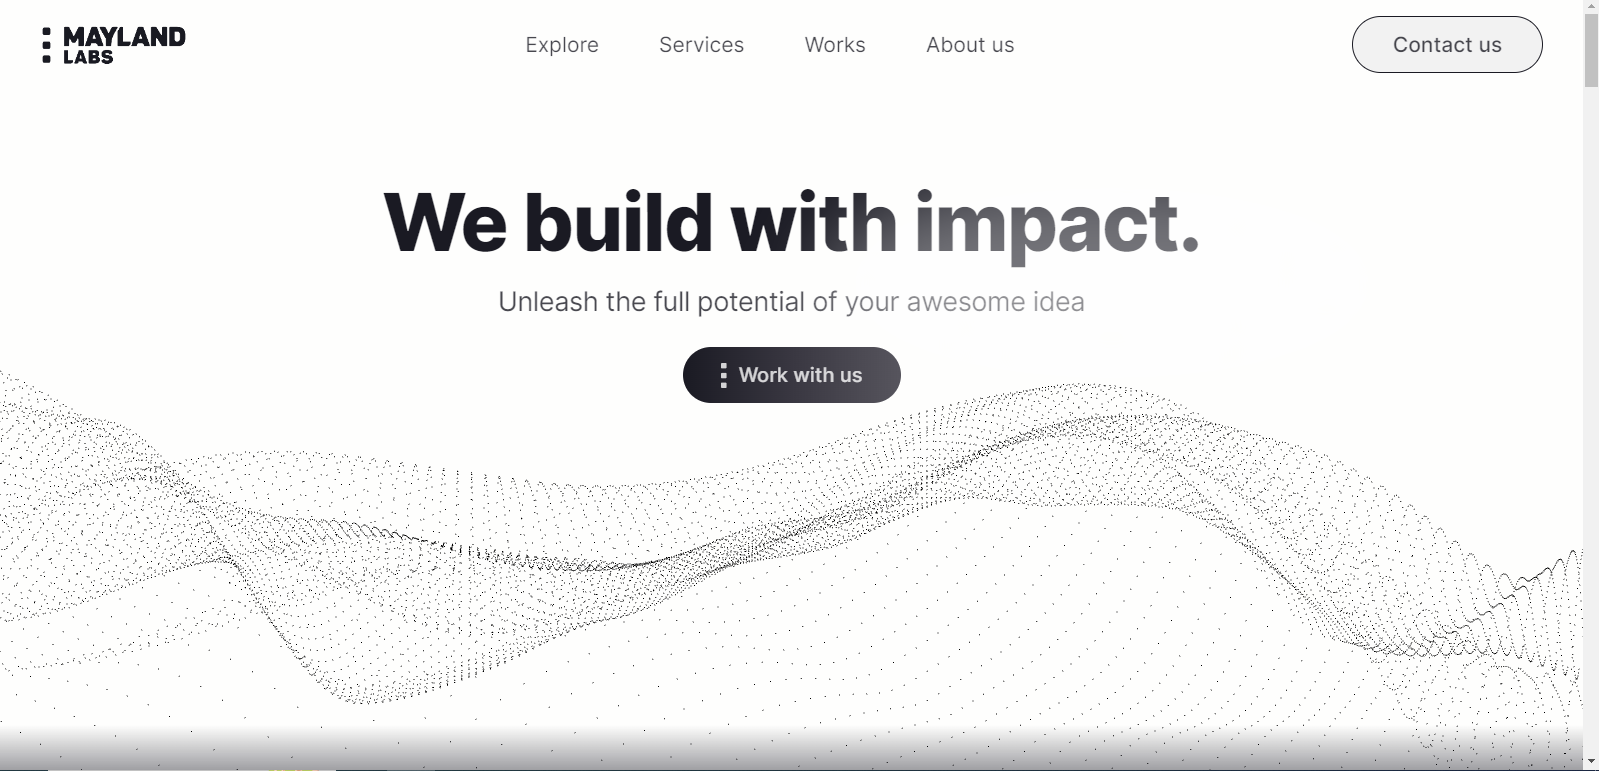 MAYLAND
LABS
Explore
Services
Works
About us
Contact us
We build with impact.
Unleash the full potential of your awesome idea
Work with us